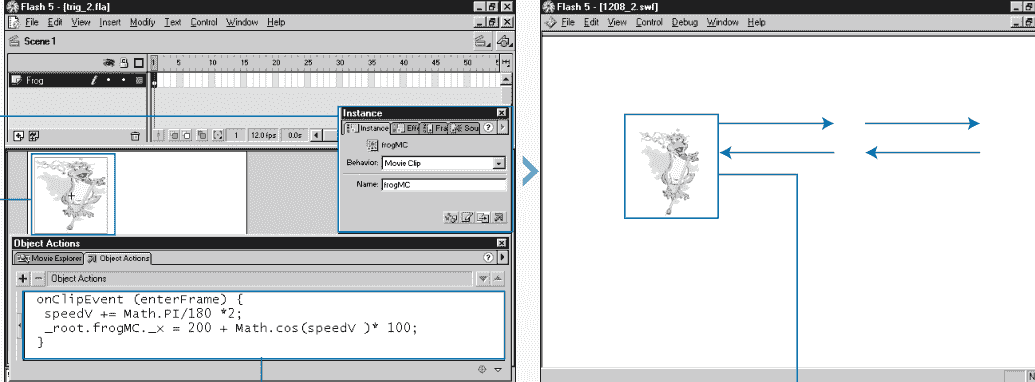 Flash 5 - [trig_2.fla]
File Edit View Insert Modify Text Control Window Help
Scene 1
1 5 10 15 20 25 30 35 40 45 50
Frog
1 12.0 fps 0.0s
Instance
Instance Eff Fra Sou ?
frogMC
Behavior: Movie Clip
Name: frogMC
Object Actions
Movie Explorer Object Actions ?
+ - Object Actions
onClipEvent (enterFrame) {
speedV += Math.PI/180 *2;
_root.frogMC._x = 200 + Math.cos(speedV )* 100;
}
Flash 5 - [1208_2.swf]
File Edit View Control Debug Window Help
N